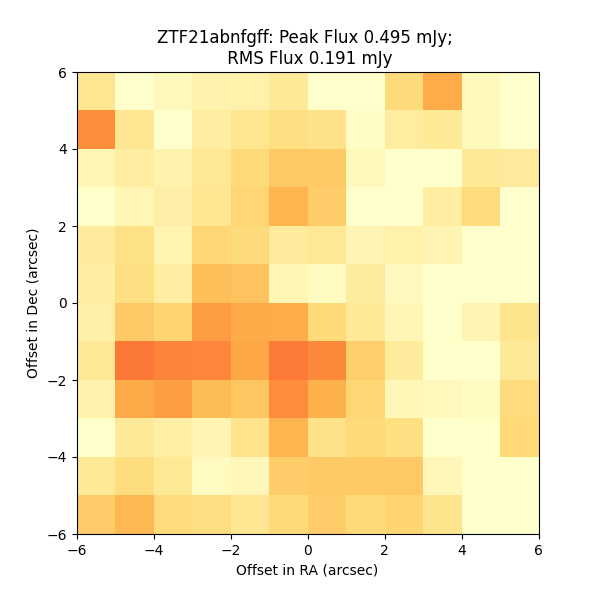 ZTF21abnfgff: Peak Flux 0.495 mJy;
RMS Flux 0.191 mJy
6
4
2
0
−2
−4
−6
Offset in Dec (arcsec)
−6 −4 −2 0 2 4 6
Offset in RA (arcsec)